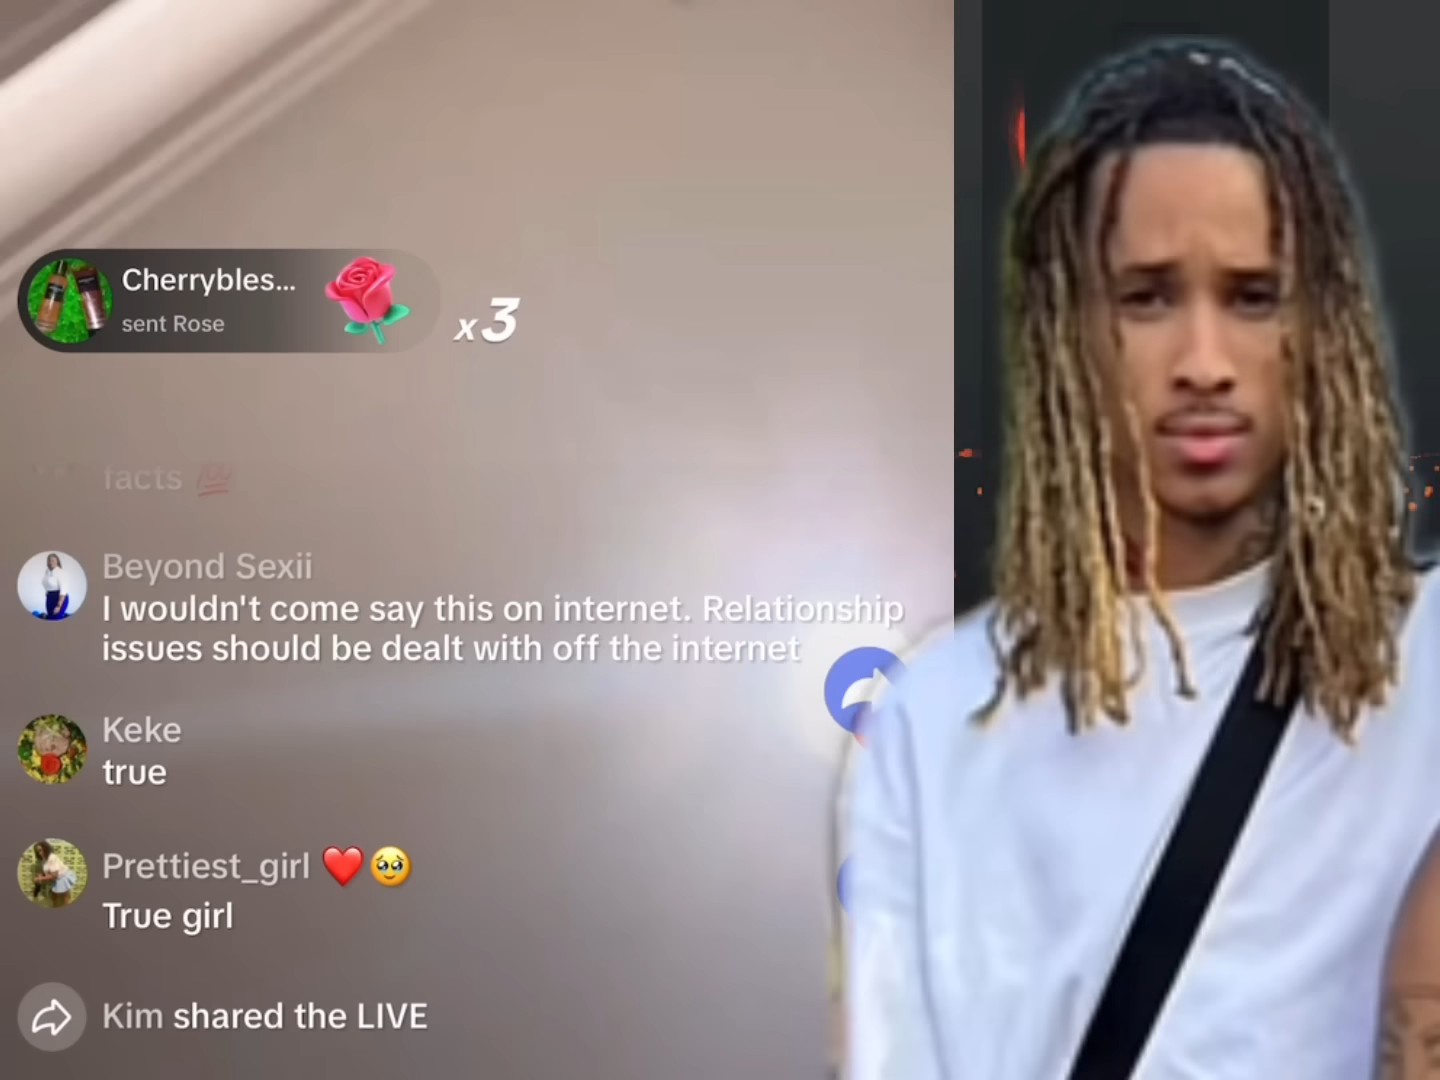 Cherrybles...
sent Rose
x3
facts 💯
Beyond Sexii
I wouldn't come say this on internet. Relationship
issues should be dealt with off the internet
Keke
true
Prettiest_girl ❤️🥹
True girl
Kim shared the LIVE